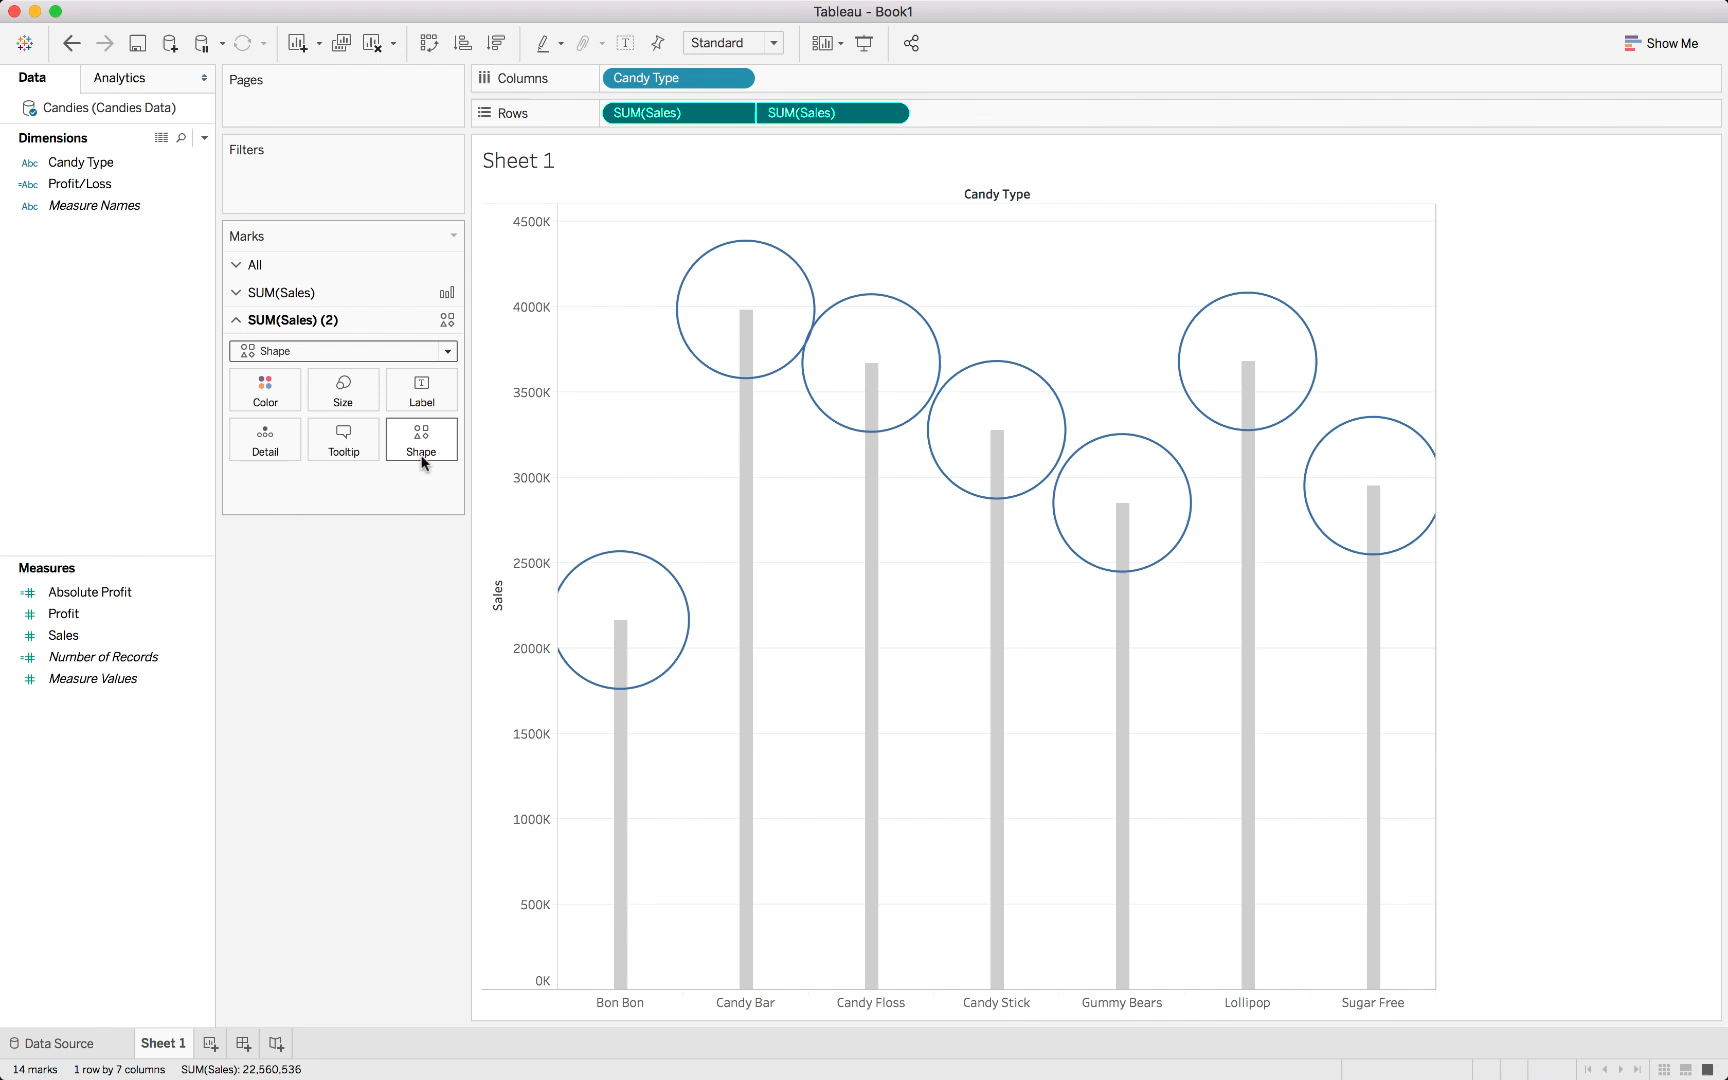 Tableau - Book1
Standard
Show Me
Data
Analytics
Pages
Columns
Candy Type
Candies (Candies Data)
Rows
SUM(Sales)
SUM(Sales)
Dimensions
Abc Candy Type
=Abc Profit/Loss
Abc Measure Names
Filters
Marks
All
SUM(Sales)
SUM(Sales) (2)
Shape
Color
Size
T
Label
Detail
Tooltip
Shape
Measures
=# Absolute Profit
# Profit
# Sales
=# Number of Records
# Measure Values
Sheet 1
Candy Type
4500K
4000K
3500K
3000K
2500K
2000K
1500K
1000K
500K
0K
Sales
Bon Bon
Candy Bar
Candy Floss
Candy Stick
Gummy Bears
Lollipop
Sugar Free
Data Source
Sheet 1
14 marks
1 row by 7 columns
SUM(Sales): 22,560,536